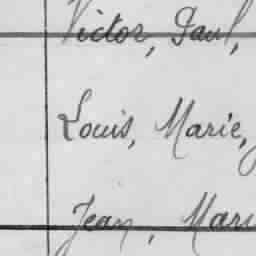 Victor, Paul,
Louis, Marie,
Jean, Mari